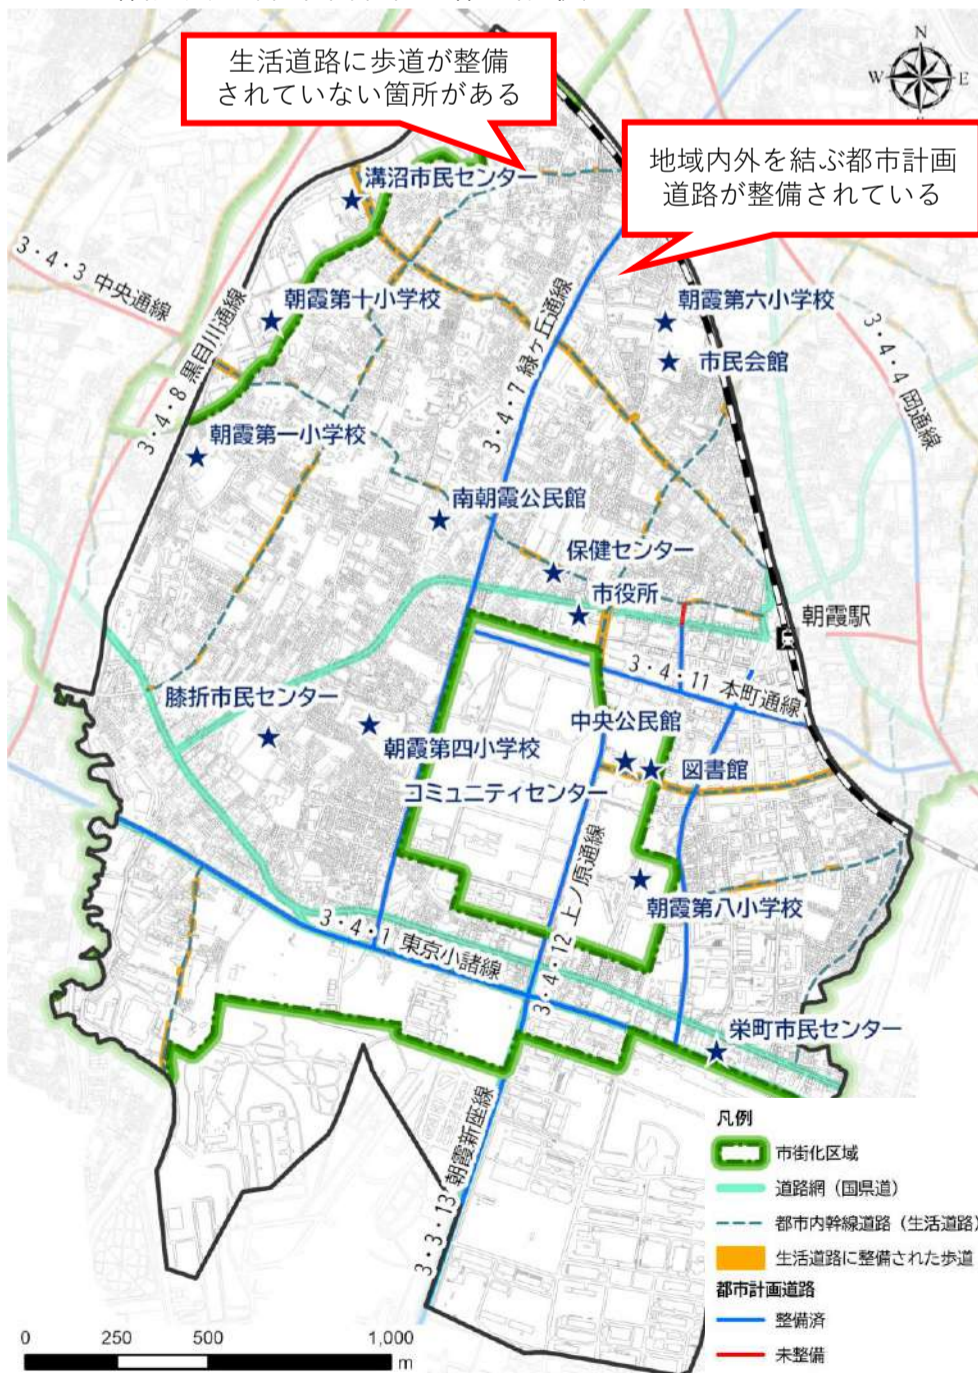 生活道路に歩道が整備
されていない箇所がある
地域内外を結ぶ都市計画
道路が整備されている
N
W
E
溝沼市民センター
3・4・3 中央通線
朝霞第十小学校
3・4・8 黒目川通線
3・4・7 緑ヶ丘通線
朝霞第六小学校
市民会館
3・4・4 岡通線
朝霞第一小学校
南朝霞公民館
保健センター
市役所
朝霞駅
3・4・11 本町通線
膝折市民センター
朝霞第四小学校
中央公民館
図書館
コミュニティセンター
3・4・12 上ノ原通線
朝霞第八小学校
3・4・1 東京小諸線
栄町市民センター
3・3・13 朝霞新座線
凡例
市街化区域
道路網（国県道）
都市内幹線道路（生活道路）
生活道路に整備された歩道
都市計画道路
整備済
未整備
0 250 500 1,000
m